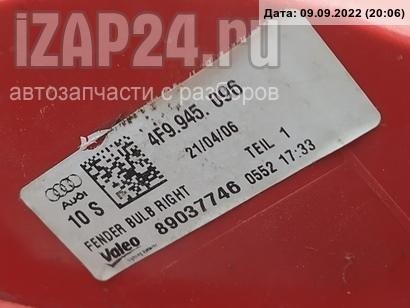 Дата: 09.09.2022 (20:06)
iZAP24.ru
автозапчасти с разборов
4F9.945. 096
21/04/06
AUDI
10 S
TEIL 1
FENDER BULB RIGHT
89037746 0552 17:33
Valeo